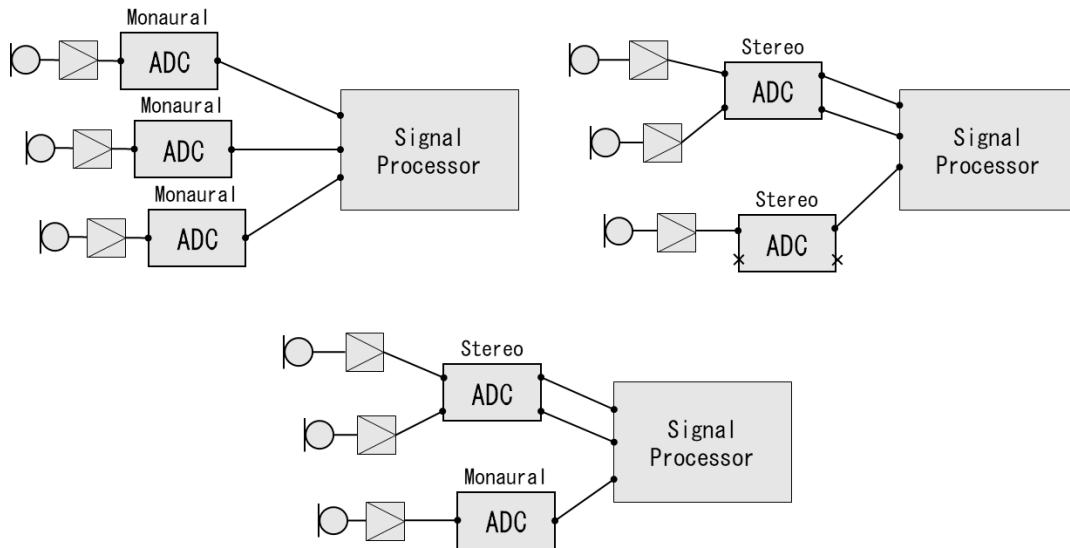 Monaural
ADC
Monaural
ADC
Monaural
ADC
Signal
Processor
Stereo
ADC
Stereo
ADC
Signal
Processor
Stereo
ADC
Monaural
ADC
Signal
Processor